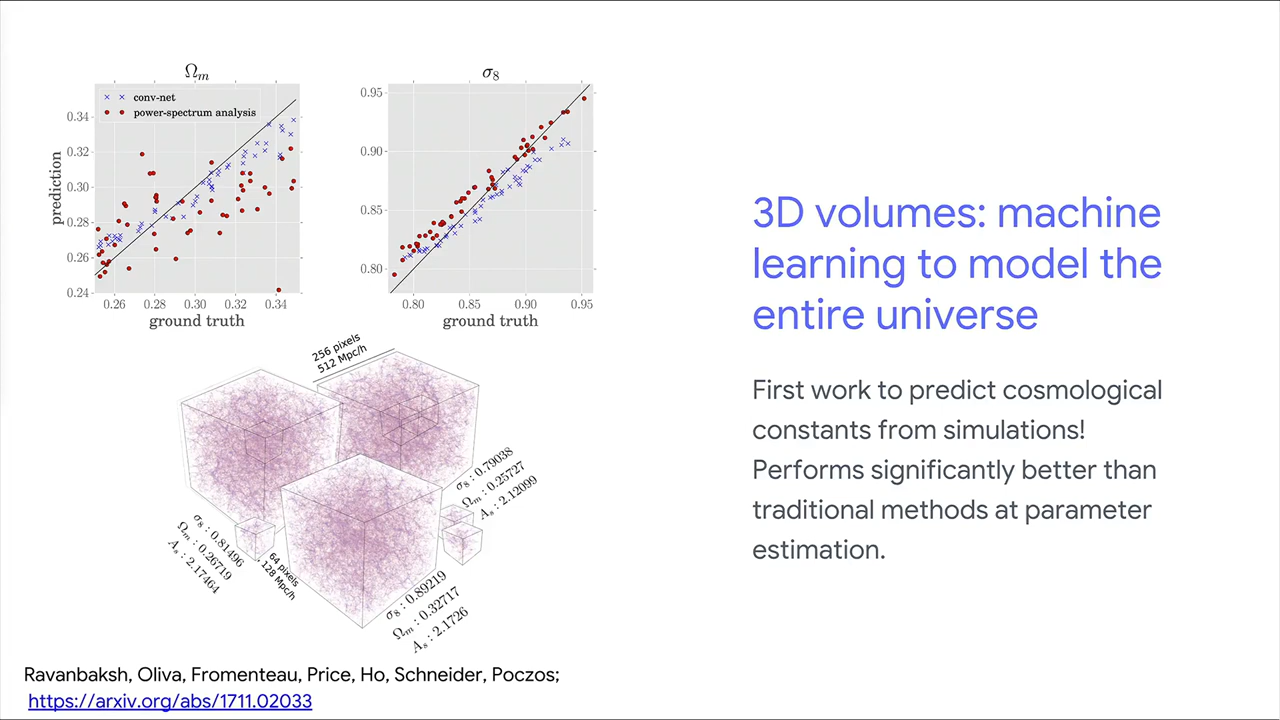 Ωm
σ8
conv-net
power-spectrum analysis
prediction
0.34
0.32
0.30
0.28
0.26
0.24
0.26 0.28 0.30 0.32 0.34
ground truth
0.95
0.90
0.85
0.80
0.80 0.85 0.90 0.95
ground truth
256 pixels
512 Mpc/h
σ8 : 0.79038
Ωm : 0.25727
As : 2.12099
σ8 : 0.81496
Ωm : 0.26719
As : 2.17464
64 pixels
128 Mpc/h
σ8 : 0.89219
Ωm : 0.32717
As : 2.1726
3D volumes: machine
learning to model the
entire universe
First work to predict cosmological
constants from simulations!
Performs significantly better than
traditional methods at parameter
estimation.
Ravanbaksh, Oliva, Fromenteau, Price, Ho, Schneider, Poczos;
https://arxiv.org/abs/1711.02033